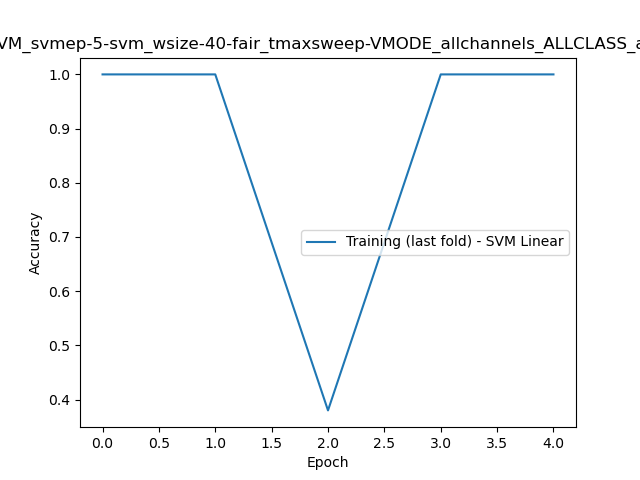 VM_svmep-5-svm_wsize-40-fair_tmaxsweep-VMODE_allchannels_ALLCLASS_a
1.0
0.9
0.8
0.7
0.6
0.5
0.4
Accuracy
Training (last fold) - SVM Linear
0.0 0.5 1.0 1.5 2.0 2.5 3.0 3.5 4.0
Epoch